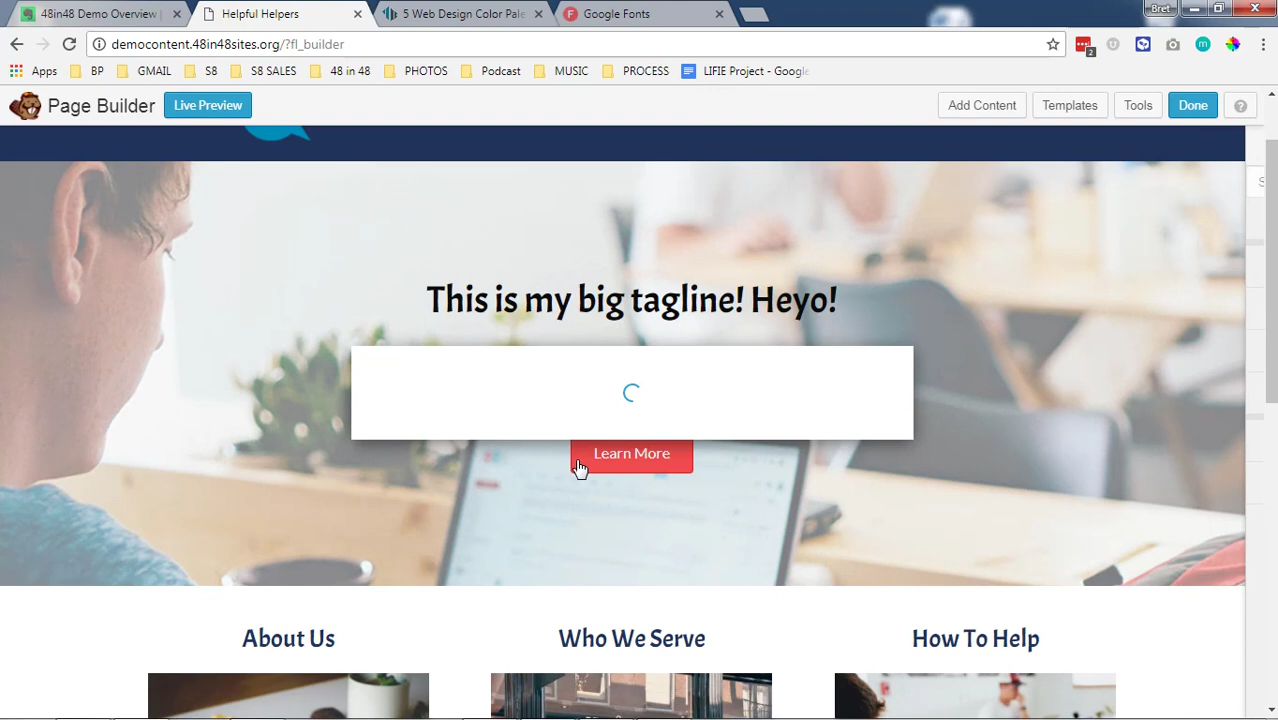 48in48 Demo Overview
Helpful Helpers
5 Web Design Color Pale
Google Fonts
Bret
democontent.48in48sites.org/?fl_builder
2
Apps
BP
GMAIL
S8
S8 SALES
48 in 48
PHOTOS
Podcast
MUSIC
PROCESS
LIFIE Project - Google
Page Builder
Live Preview
Add Content
Templates
Tools
Done
?
This is my big tagline! Heyo!
Learn More
About Us
Who We Serve
How To Help